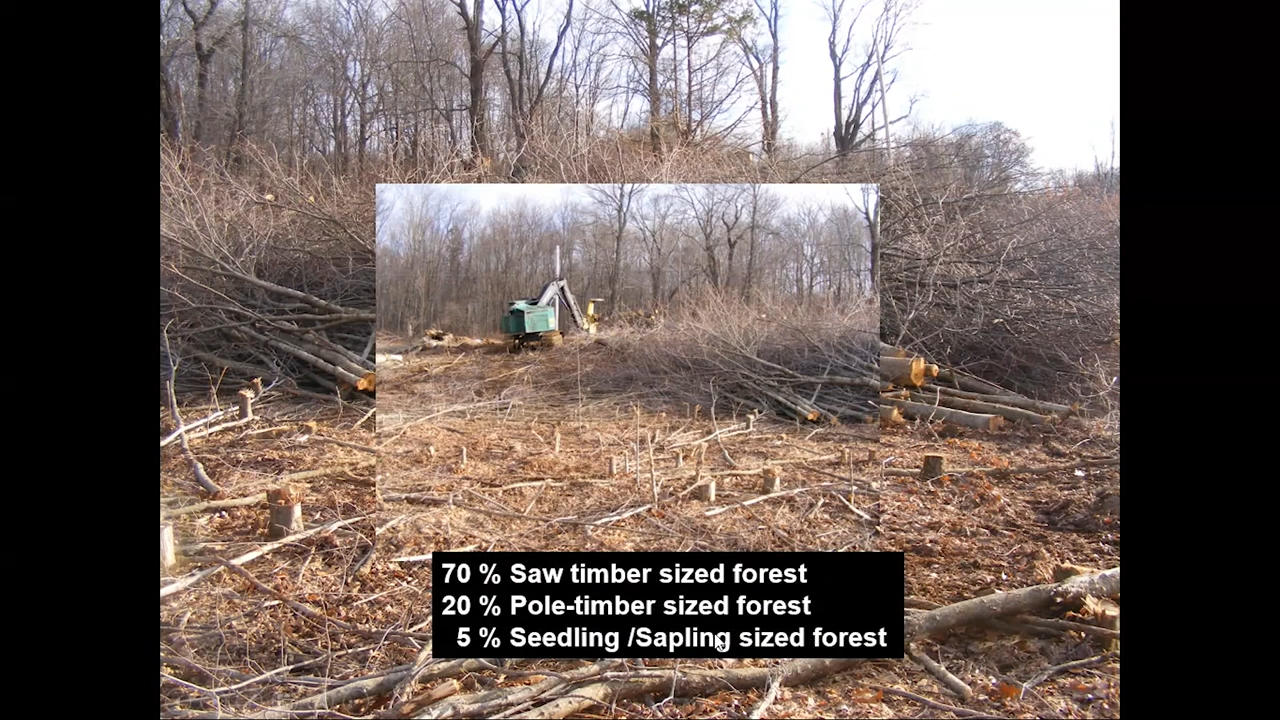 70 % Saw timber sized forest
20 % Pole-timber sized forest
5 % Seedling /Sapling sized forest